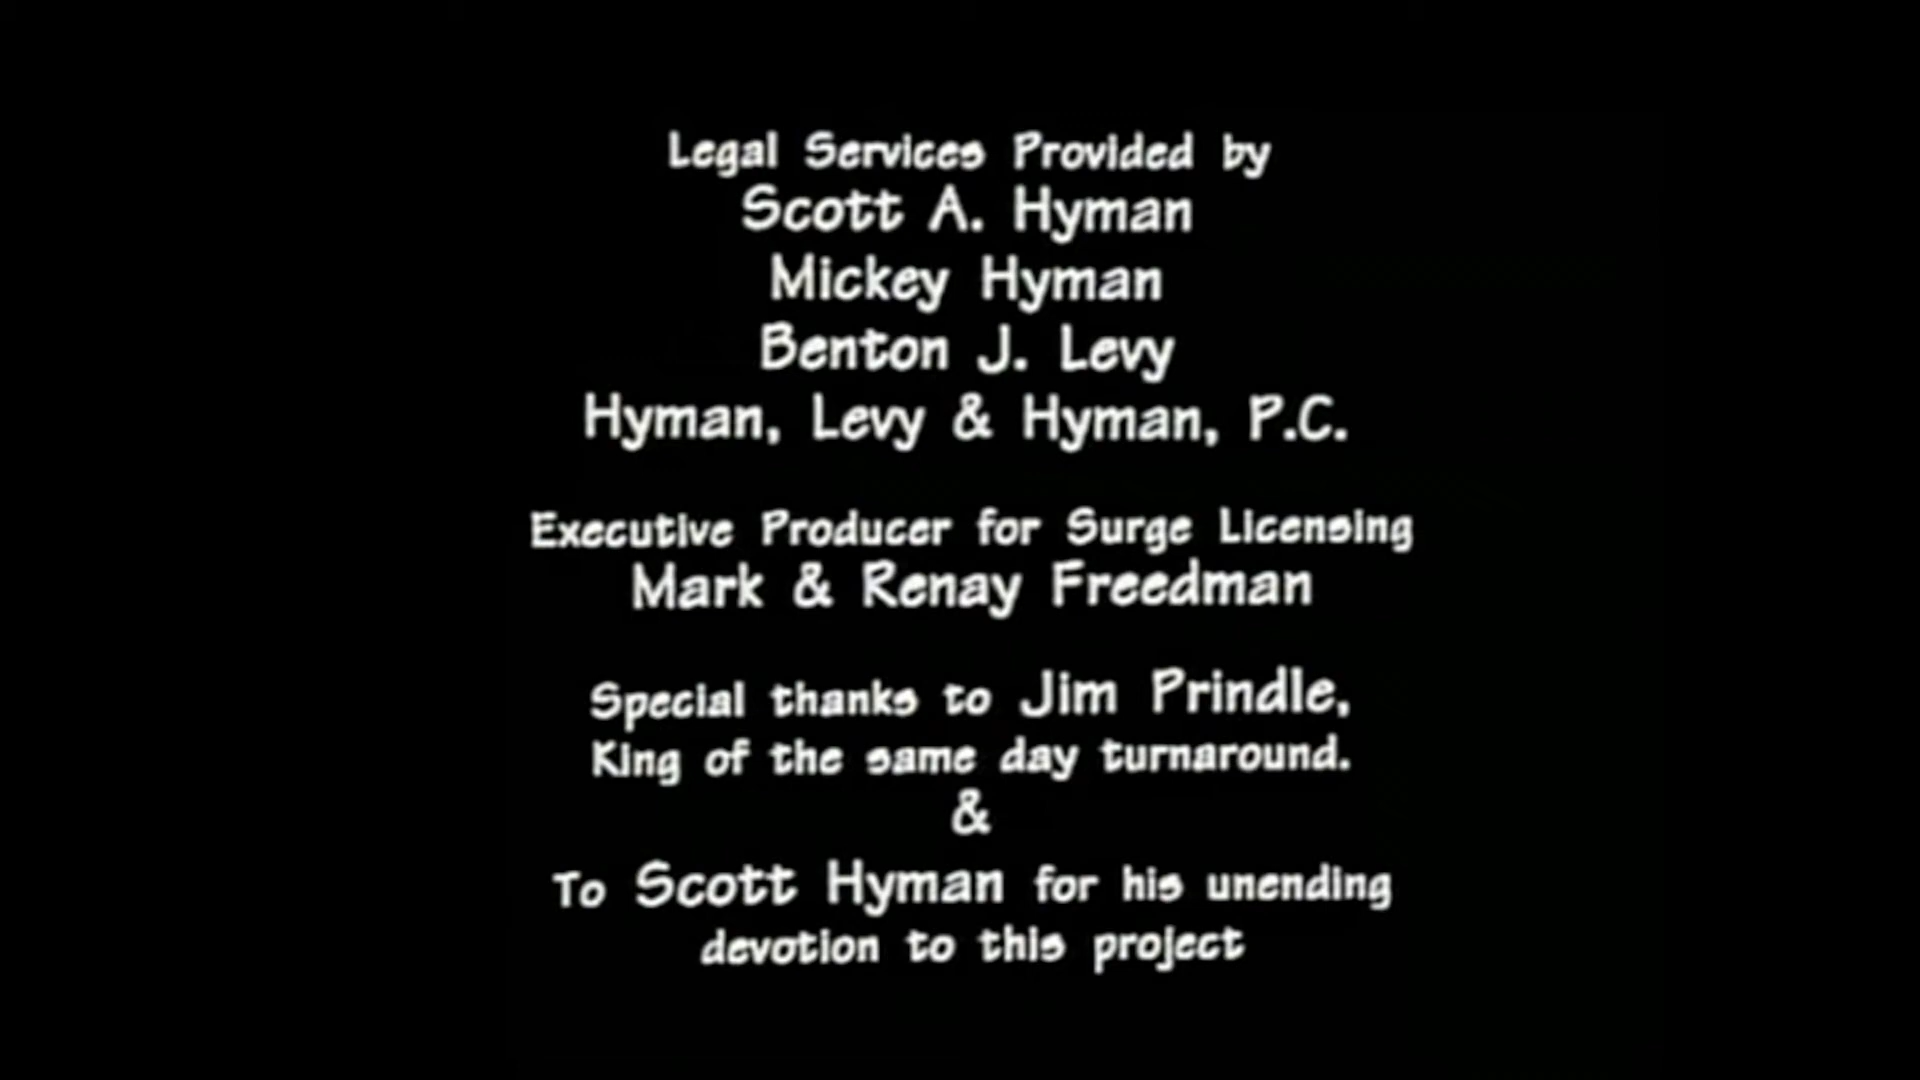 Legal Services Provided by
Scott A. Hyman
Mickey Hyman
Benton J. Levy
Hyman, Levy & Hyman, P.C.
Executive Producer for Surge Licensing
Mark & Renay Freedman
Special thanks to Jim Prindle,
King of the same day turnaround.
&
To Scott Hyman for his unending
devotion to this project